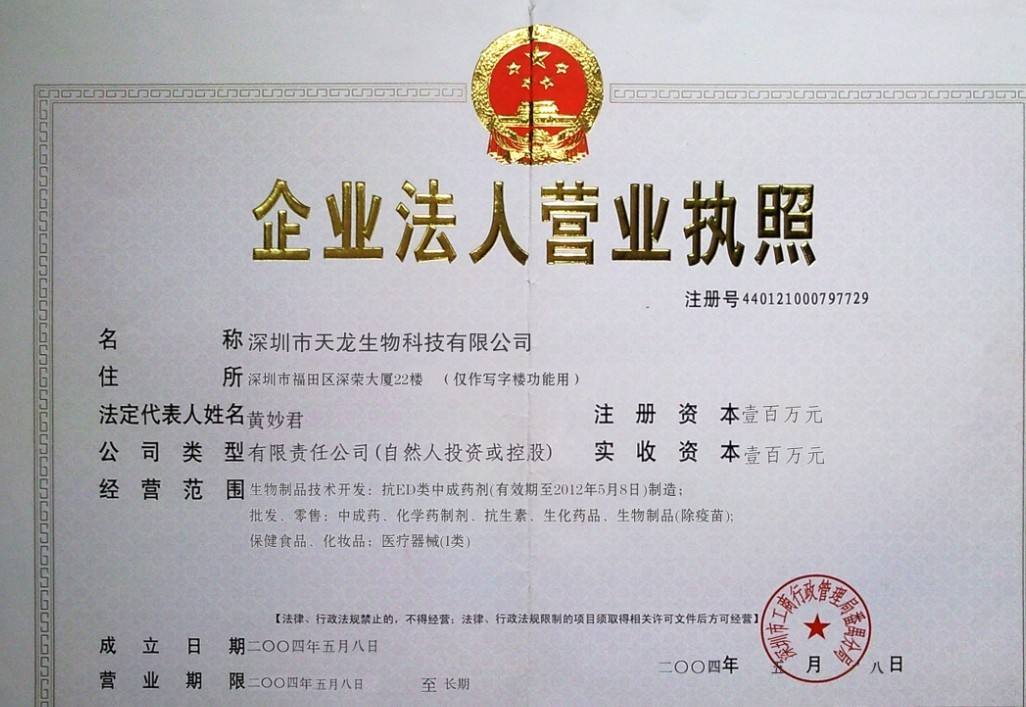 企业法人营业执照
注册号440121000797729
名称 深圳市天龙生物科技有限公司
住所 深圳市福田区深荣大厦22楼 （仅作写字楼功能用）
法定代表人姓名 黄妙君 注册资本 壹百万元
公司类型 有限责任公司(自然人投资或控股) 实收资本 壹百万元
经营范围 生物制品技术开发：抗ED类中成药剂(有效期至2012年5月8日)制造；
批发、零售：中成药、化学药制剂、抗生素、生化药品、生物制品(除疫苗);
保健食品、化妆品；医疗器械(I类)
【法律、行政法规禁止的，不得经营；法律、行政法规限制的项目须取得相关许可文件后方可经营】
深圳市工商行政管理局番禺分局
成立日期 二〇〇四年五月八日
二〇〇四年 五月 八日
营业期限 二〇〇四年五月八日 至 长期